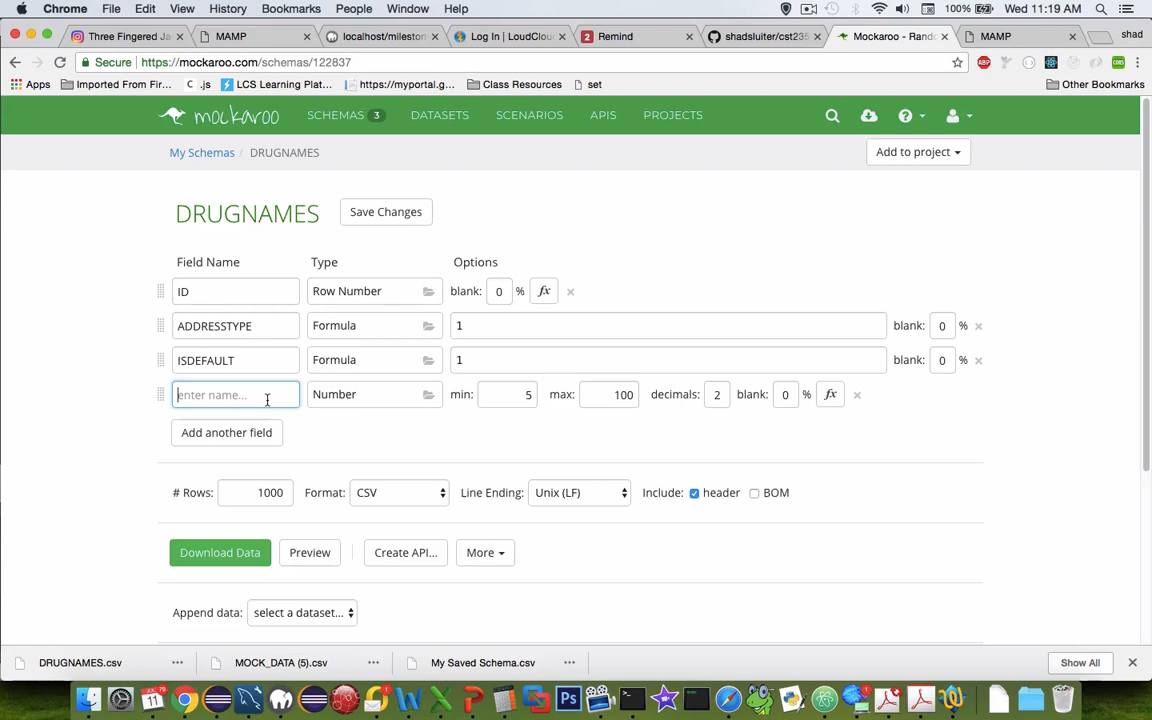 Chrome File Edit View History Bookmarks People Window Help 100% Wed 11:19 AM
Three Fingered Ja × MAMP × localhost/mileston × Log In | LoudClou × Remind × shadsluiter/cst235 × Mockaroo - Rando × MAMP × shad
Secure https://mockaroo.com/schemas/122837
Apps Imported From Fir... C .js LCS Learning Plat... https://myportal.g... Class Resources set Other Bookmarks
mockaroo SCHEMAS 3 DATASETS SCENARIOS APIS PROJECTS
My Schemas / DRUGNAMES Add to project
DRUGNAMES Save Changes
Field Name Type Options
ID Row Number blank: 0 % fx ×
ADDRESSTYPE Formula 1 blank: 0 % ×
ISDEFAULT Formula 1 blank: 0 % ×
enter name... Number min: 5 max: 100 decimals: 2 blank: 0 % fx ×
Add another field
# Rows: 1000 Format: CSV Line Ending: Unix (LF) Include: header BOM
Download Data Preview Create API... More
Append data: select a dataset...
DRUGNAMES.csv MOCK_DATA (5).csv My Saved Schema.csv Show All ×